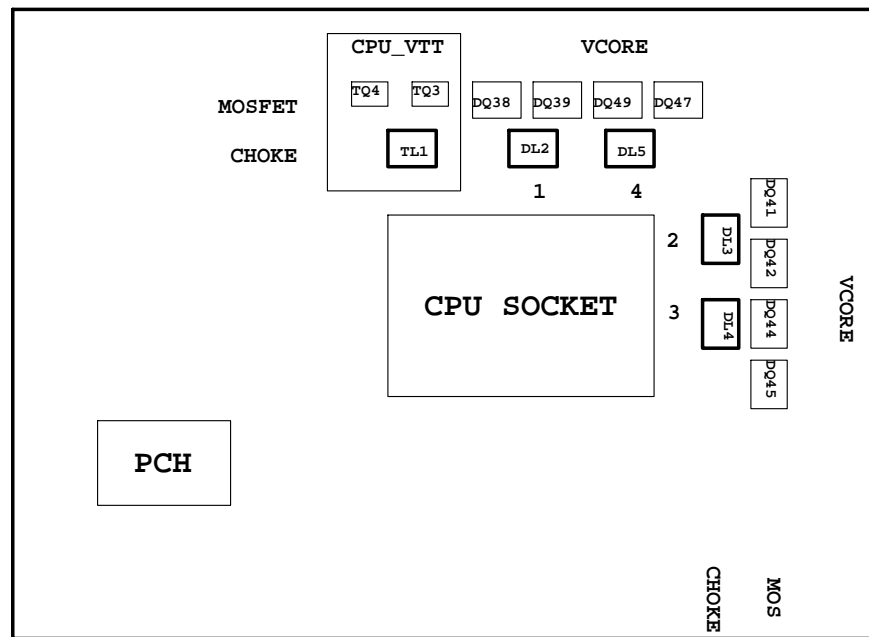 CPU_VTT
VCORE
TQ4
TQ3
DQ38
DQ39
DQ49
DQ47
MOSFET
CHOKE
TL1
DL2
DL5
1
4
DQ41
2
DL3
DQ42
CPU SOCKET
3
DL4
DQ44
VCORE
DQ45
PCH
CHOKE
MOS